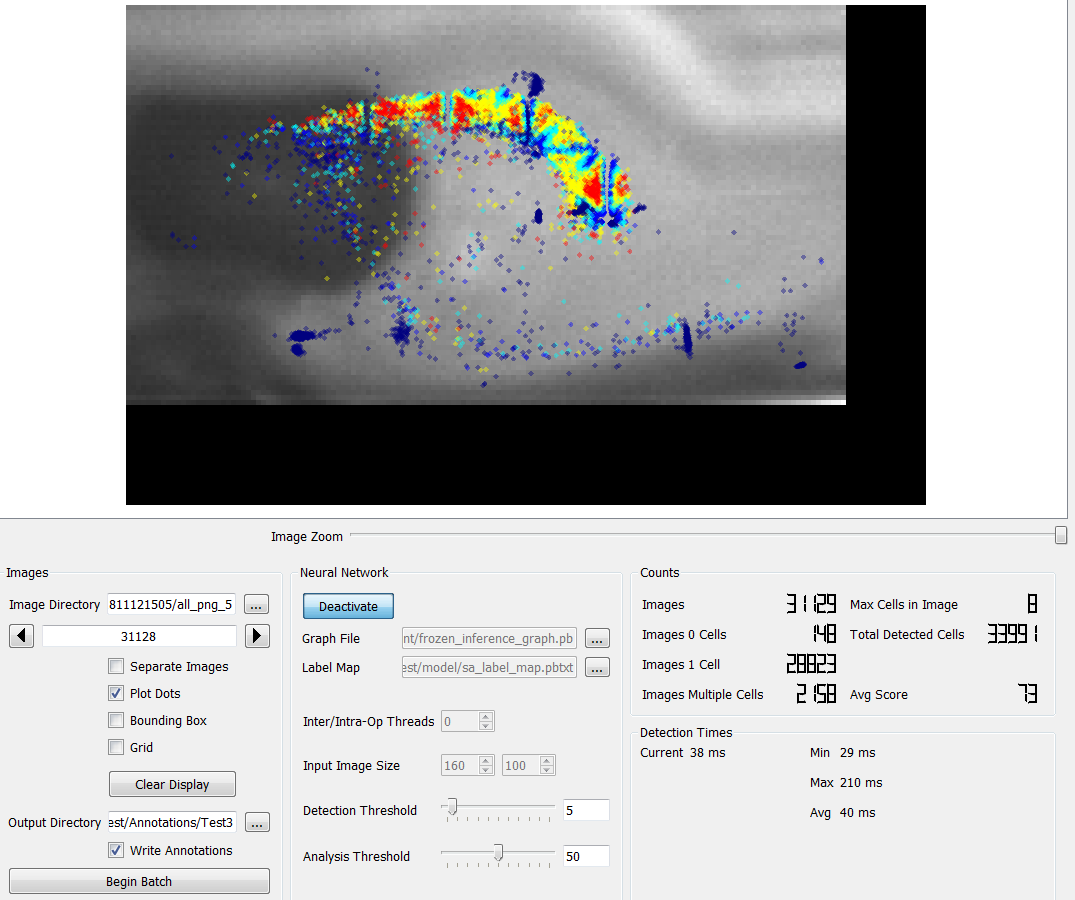 Image Zoom
Images
Image Directory 811121505/all_png_5 ...
31128
Separate Images
Plot Dots
Bounding Box
Grid
Clear Display
Output Directory est/Annotations/Test3 ...
Write Annotations
Begin Batch
Neural Network
Deactivate
Graph File nt/frozen_inference_graph.pb ...
Label Map est/model/sa_label_map.pbtxt ...
Inter/Intra-Op Threads 0
Input Image Size 160 100
Detection Threshold 5
Analysis Threshold 50
Counts
Images 31129 Max Cells in Image 8
Images 0 Cells 148 Total Detected Cells 33991
Images 1 Cell 28823
Images Multiple Cells 2158 Avg Score 73
Detection Times
Current 38 ms Min 29 ms
Max 210 ms
Avg 40 ms